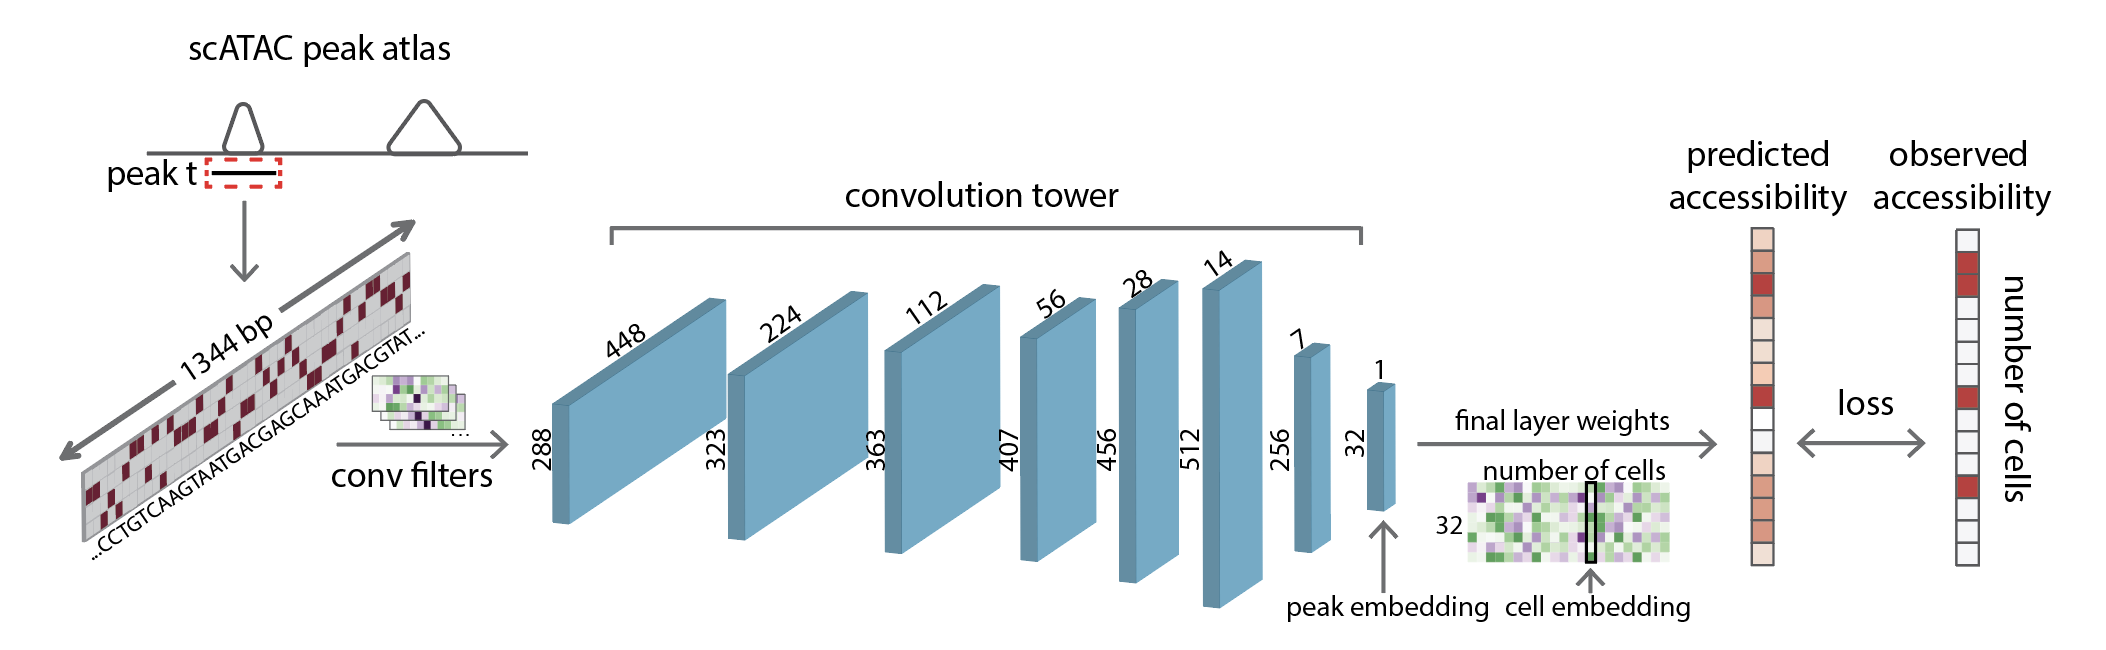 scATAC peak atlas
peak t
1344 bp
...CCTGTCAAGTAATGACGAGCAAATGACGTAT...
...
conv filters
convolution tower
448
288
224
323
112
363
56
407
28
456
14
512
7
256
1
32
peak embedding
final layer weights
number of cells
32
cell embedding
predicted
accessibility
loss
observed
accessibility
number of cells